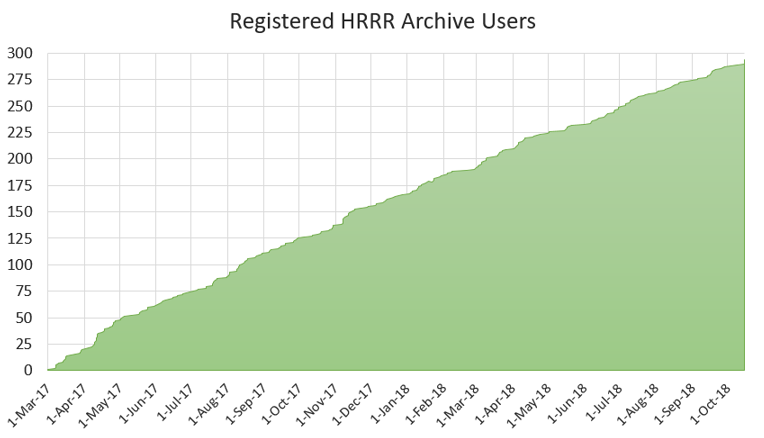 Registered HRRR Archive Users
300
275
250
225
200
175
150
125
100
75
50
25
0
1-Mar-17
1-Apr-17
1-May-17
1-Jun-17
1-Jul-17
1-Aug-17
1-Sep-17
1-Oct-17
1-Nov-17
1-Dec-17
1-Jan-18
1-Feb-18
1-Mar-18
1-Apr-18
1-May-18
1-Jun-18
1-Jul-18
1-Aug-18
1-Sep-18
1-Oct-18